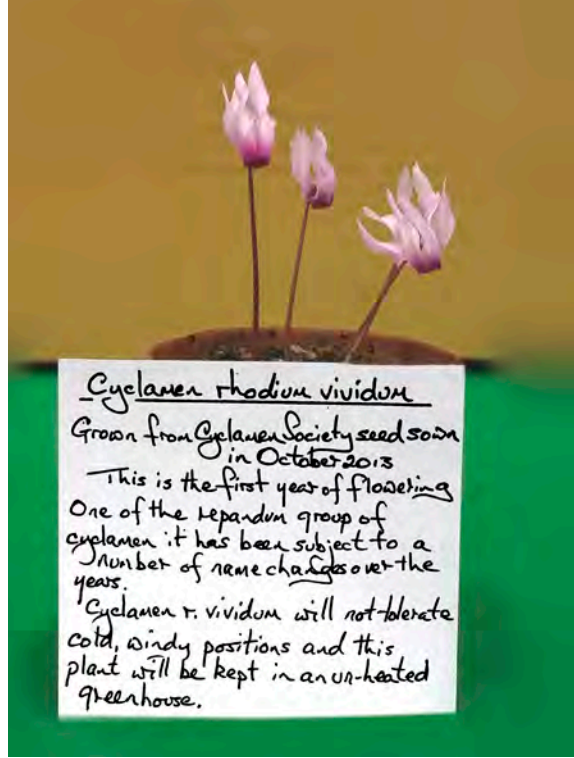 Cyclamen rhodium vividum
Grown from Cyclamen Society seed sown
in October 2013
This is the first year of flowering
One of the repandum group of
cyclamen it has been subject to a
number of name changes over the
years.
Cyclamen r. vividum will not tolerate
cold, windy positions and this
plant will be kept in an un-heated
greenhouse.